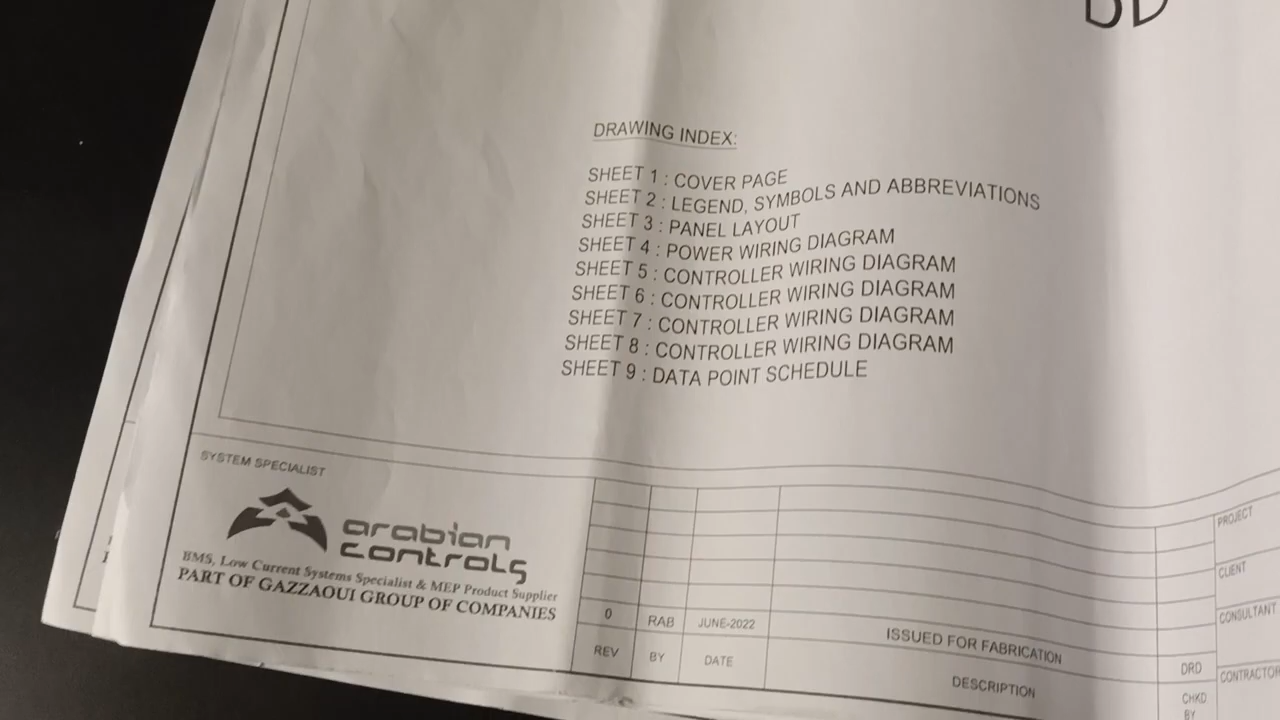 DRAWING INDEX:
SHEET 1 : COVER PAGE
SHEET 2 : LEGEND, SYMBOLS AND ABBREVIATIONS
SHEET 3 : PANEL LAYOUT
SHEET 4 : POWER WIRING DIAGRAM
SHEET 5 : CONTROLLER WIRING DIAGRAM
SHEET 6 : CONTROLLER WIRING DIAGRAM
SHEET 7 : CONTROLLER WIRING DIAGRAM
SHEET 8 : CONTROLLER WIRING DIAGRAM
SHEET 9 : DATA POINT SCHEDULE
SYSTEM SPECIALIST
arabian
controls
BMS, Low Current Systems Specialist & MEP Product Supplier
PART OF GAZZAOUI GROUP OF COMPANIES
0 RAB JUNE-2022 ISSUED FOR FABRICATION DRD
REV BY DATE DESCRIPTION CHKD
BY
PROJECT
CLIENT
CONSULTANT
CONTRACTOR